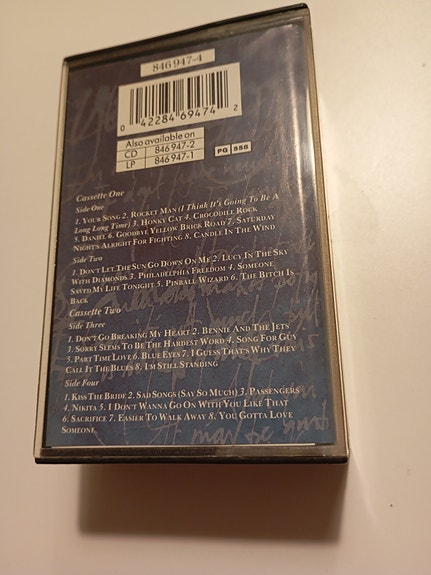 846 947-4
0 42284 69474 2
Also available on
CD 846 947-2
LP 846 947-1
PG 888
Cassette One
Side One
1. Your Song 2. Rocket Man (I Think It's Going To Be A
Long Long Time) 3. Honky Cat 4. Crocodile Rock
5. Daniel 6. Goodbye Yellow Brick Road 7. Saturday
Nights Alright For Fighting 8. Candle In The Wind
Side Two
1. Don't Let The Sun Go Down On Me 2. Lucy In The Sky
With Diamonds 3. Philadelphia Freedom 4. Someone
Saved My Life Tonight 5. Pinball Wizard 6. The Bitch Is
Back
Cassette Two
Side Three
1. Don't Go Breaking My Heart 2. Bennie And The Jets
3. Sorry Seems To Be The Hardest Word 4. Song For Guy
5. Part Time Love 6. Blue Eyes 7. I Guess That's Why They
Call It The Blues 8. I'm Still Standing
Side Four
1. Kiss The Bride 2. Sad Songs (Say So Much) 3. Passengers
4. Nikita 5. I Don't Wanna Go On With You Like That
6. Sacrifice 7. Easier To Walk Away 8. You Gotta Love
Someone.
may be